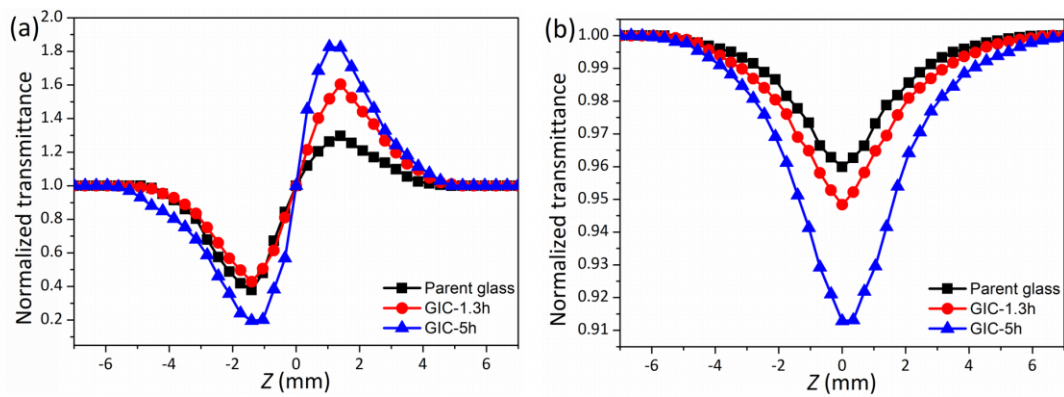 (a)
Normalized transmittance
2.0
1.8
1.6
1.4
1.2
1.0
0.8
0.6
0.4
0.2
Parent glass
GIC-1.3h
GIC-5h
-6 -4 -2 0 2 4 6
Z (mm)
(b)
Normalized transmittance
1.00
0.99
0.98
0.97
0.96
0.95
0.94
0.93
0.92
0.91
Parent glass
GIC-1.3h
GIC-5h
-6 -4 -2 0 2 4 6
Z (mm)